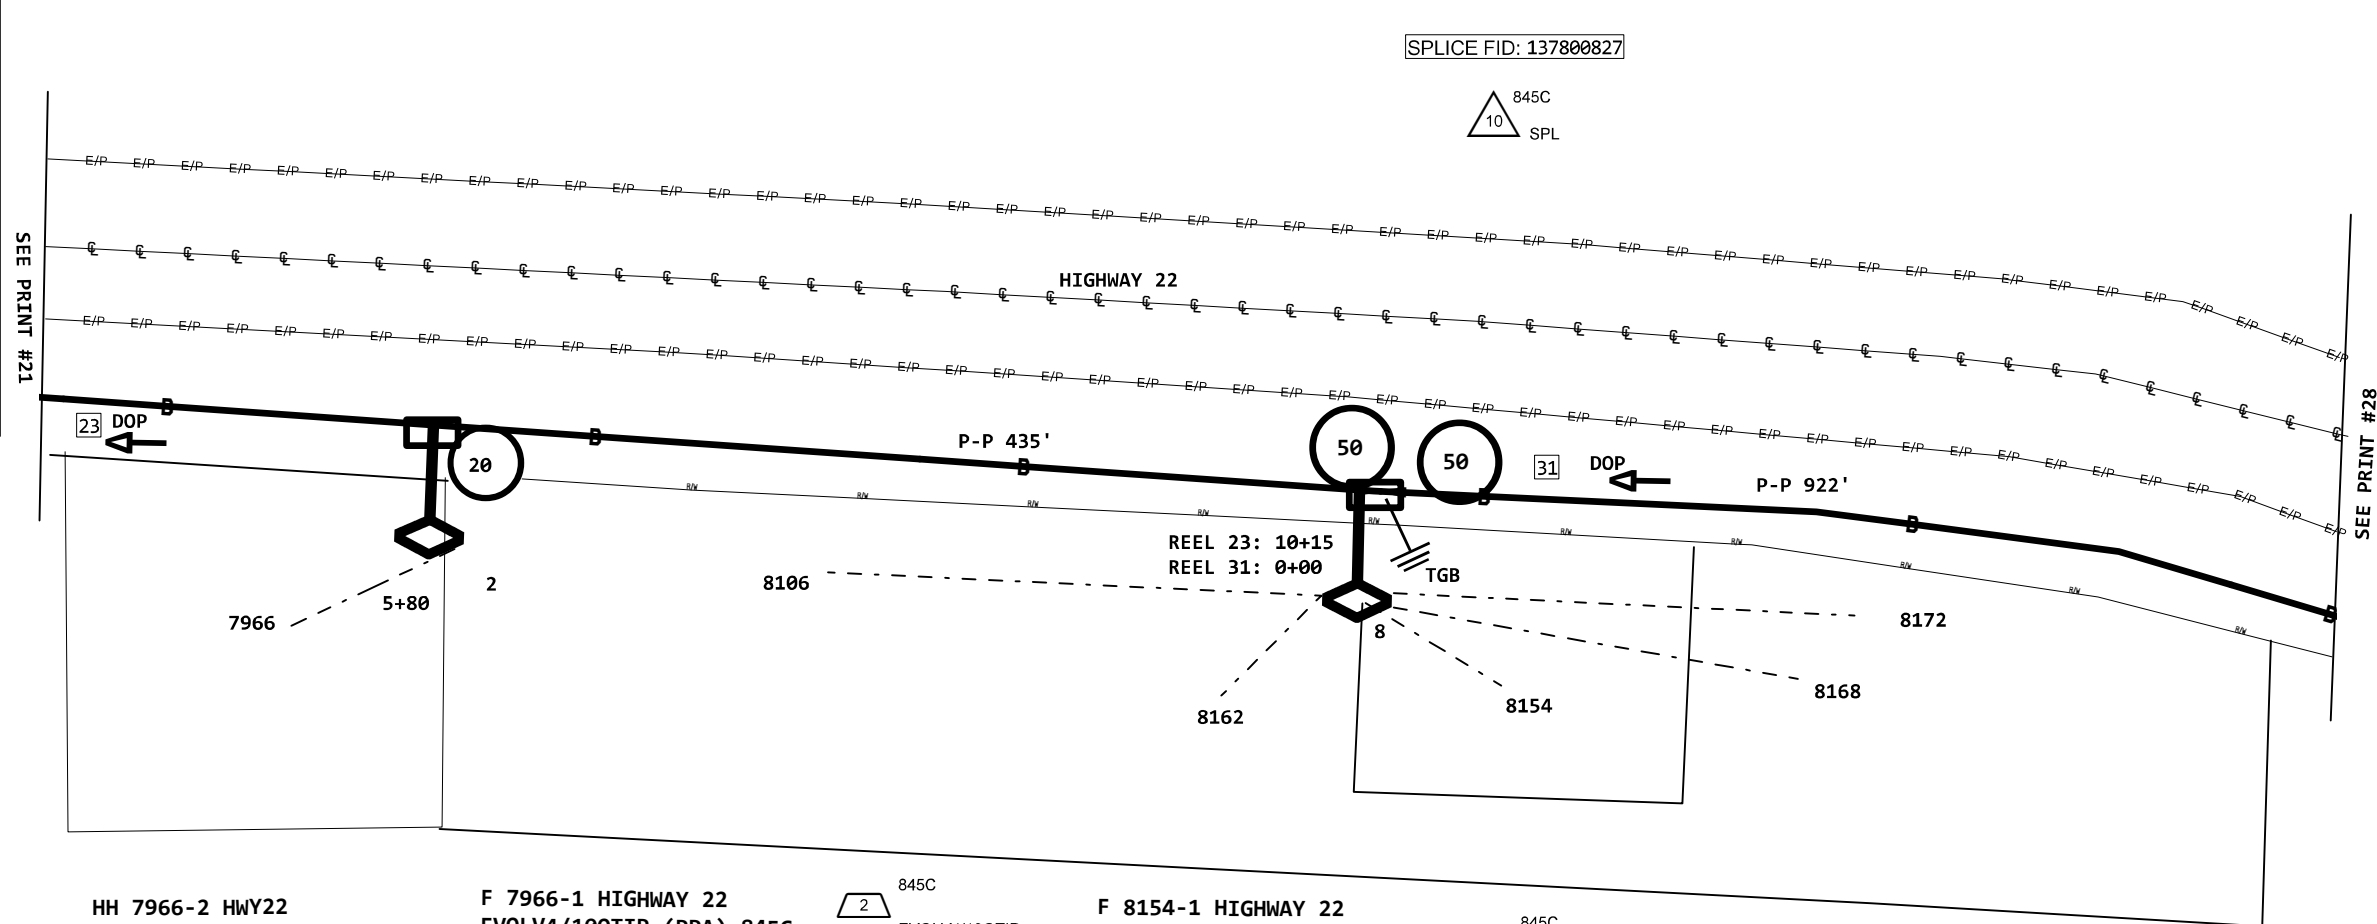 SPLICE FID: 137800827
845C
10
SPL
E/P E/P E/P E/P E/P E/P E/P E/P E/P E/P E/P E/P E/P E/P E/P E/P E/P E/P E/P E/P E/P E/P E/P E/P E/P E/P E/P E/P E/P E/P E/P E/P E/P E/P E/P E/P E/P E/P E/P E/P E/P E/P E/P E/P E/P E/P E/P E/P
HIGHWAY 22
E/P E/P E/P E/P E/P E/P E/P E/P E/P E/P E/P E/P E/P E/P E/P E/P E/P E/P E/P E/P E/P E/P E/P E/P E/P E/P E/P E/P E/P E/P E/P E/P E/P E/P E/P E/P E/P E/P E/P E/P E/P E/P E/P E/P E/P E/P E/P E/P
SEE PRINT #21
SEE PRINT #28
B B B B B B
23 DOP
20
P-P 435'
50
50
31 DOP
P-P 922'
R/W R/W R/W R/W R/W R/W R/W R/W R/W R/W
REEL 23: 10+15
REEL 31: 0+00
TGB
2
5+80
7966
8106
8
8172
8162
8154
8168
HH 7966-2 HWY22
F 7966-1 HIGHWAY 22
845C
2
F 8154-1 HIGHWAY 22
845C